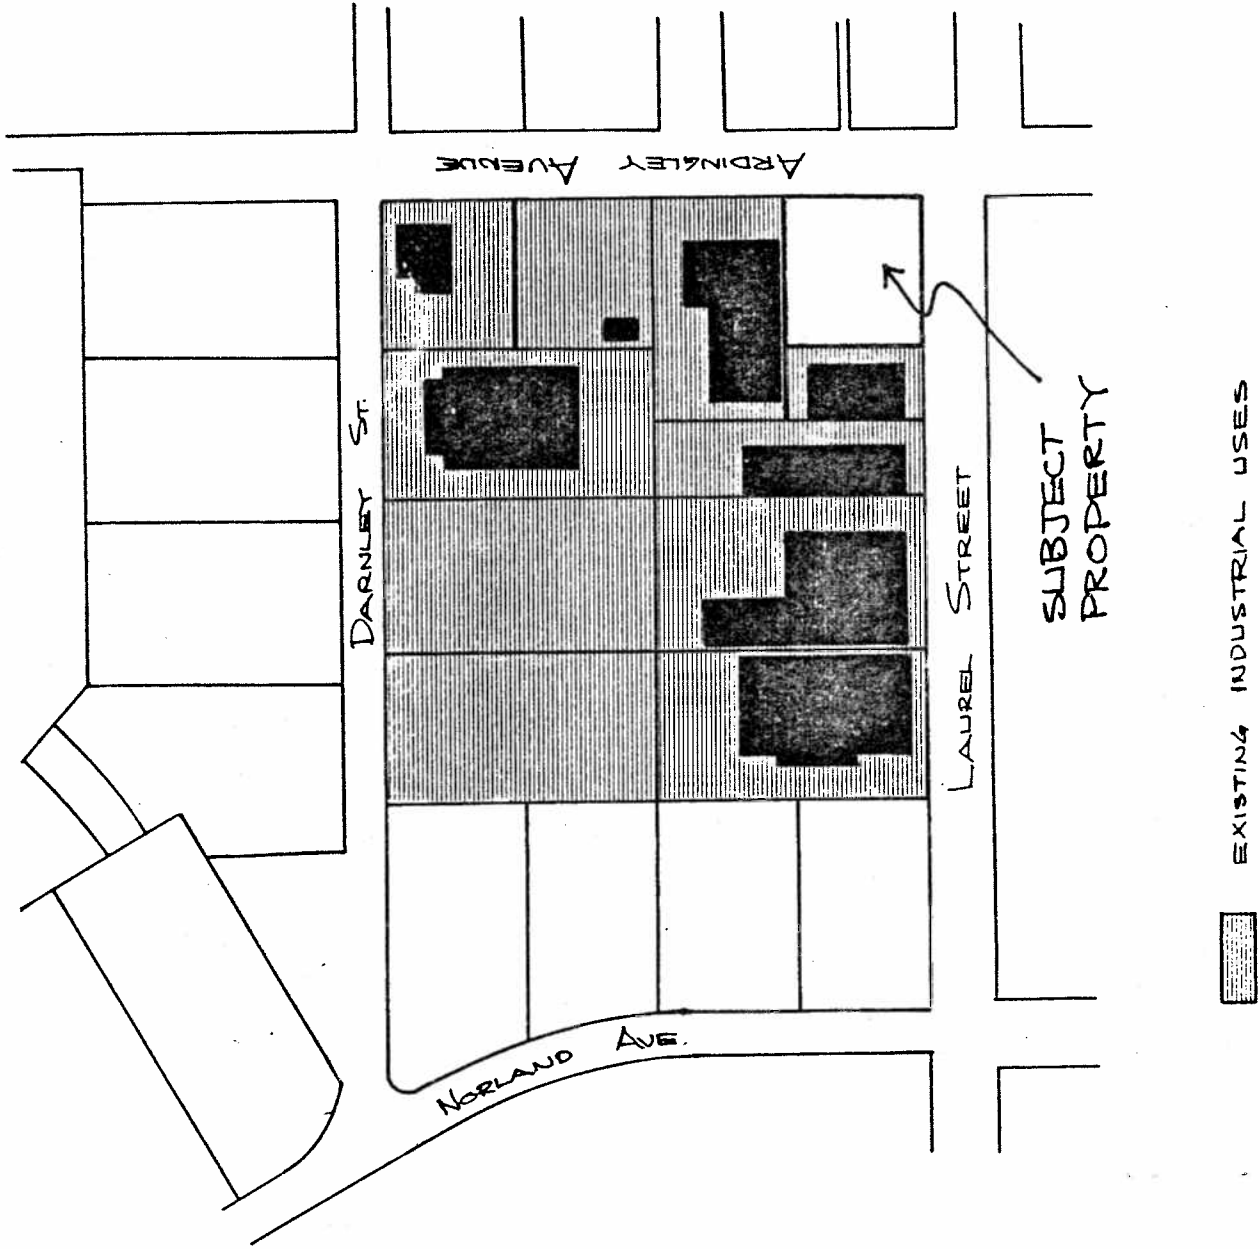 ARDINGLEY AVENUE
DARNLEY ST.
LAUREL STREET
NORLAND AVE.
SUBJECT
PROPERTY
EXISTING INDUSTRIAL USES